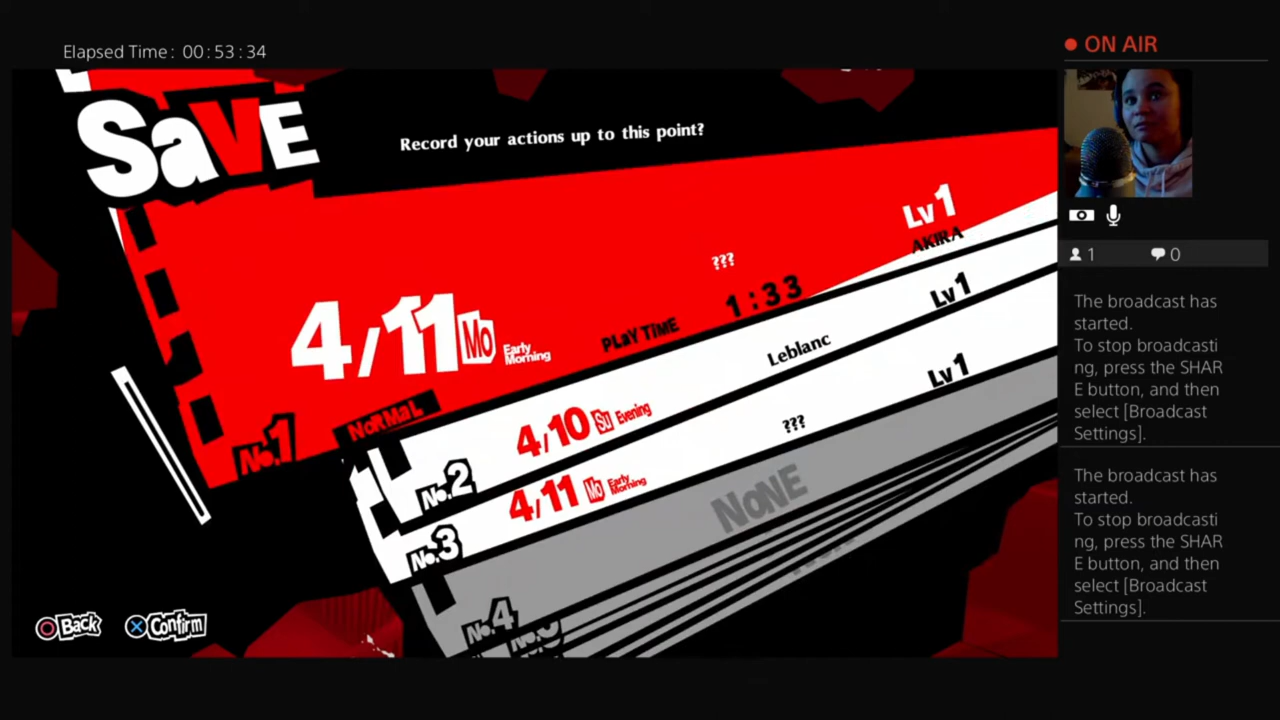 Elapsed Time: 00:53:34
ON AIR
SaVE
Record your actions up to this point?
Lv1
AKIRA
???
4/11 Mo Early Morning
PLaY TiME 1:33
No.1 NoRMaL
Lv1
Leblanc
4/10 Su Evening
No.2
Lv1
???
4/11 Mo Early Morning
No.3
NoNE
No.4
Back
Confirm
1
0
The broadcast has
started.
To stop broadcasti
ng, press the SHAR
E button, and then
select [Broadcast
Settings].
The broadcast has
started.
To stop broadcasti
ng, press the SHAR
E button, and then
select [Broadcast
Settings].